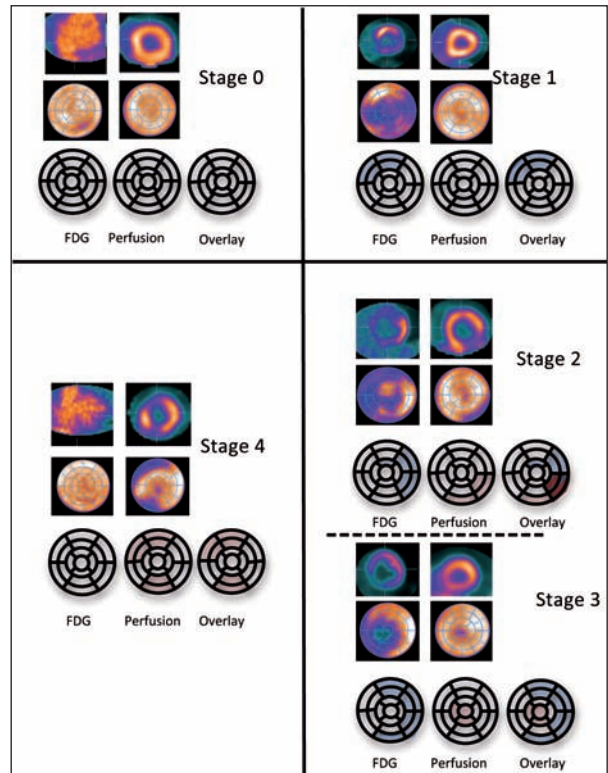 Stage 0
FDG Perfusion Overlay
Stage 1
FDG Perfusion Overlay
Stage 4
FDG Perfusion Overlay
Stage 2
FDG Perfusion Overlay
Stage 3
FDG Perfusion Overlay